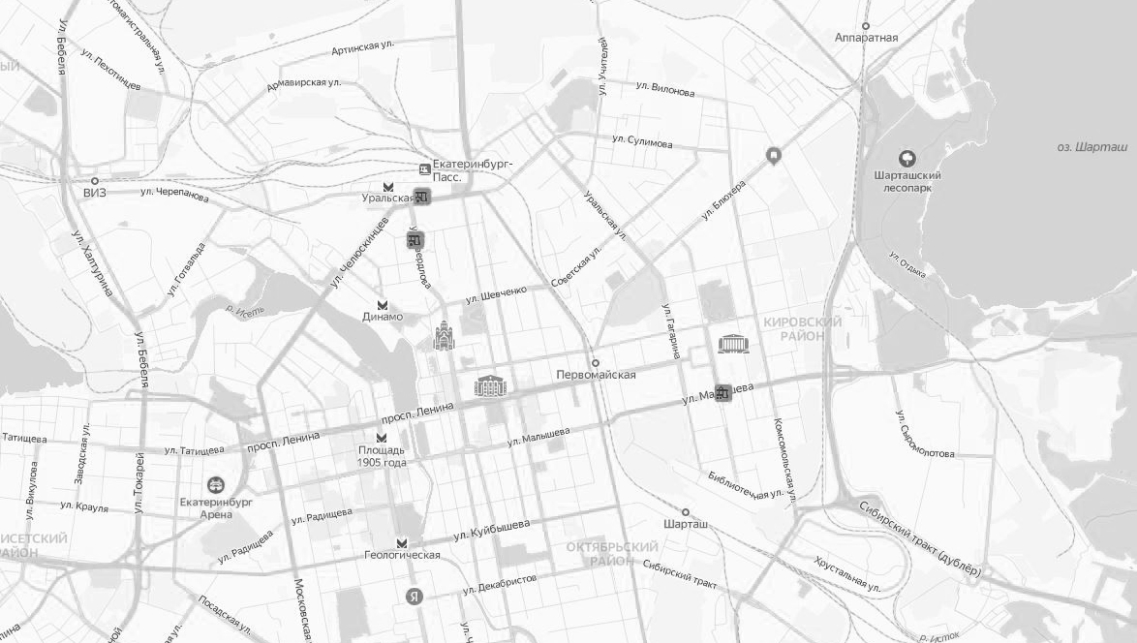 Аппаратная
Артинская ул.
ул. Бебеля
ул. Пехотинцев
Армавирская ул.
ул. Учителей
ул. Вилонова
ул. Сулимова
оз. Шарташ
Екатеринбург-
Пасс.
Шарташский
лесопарк
ВИЗ
ул. Черепанова
Уральская
ул. Блюхера
Уральская ул.
ул. Халтурина
ул. Готвальда
ул. Челюскинцев
Советская ул.
ул. Отдыха
р. Исеть
ул. Шевченко
Динамо
ул. Гагарина
КИРОВСКИЙ
РАЙОН
ул. Бебеля
Первомайская
просп. Ленина
просп. Ленина
ул. Малышева
Татищева
ул. Татищева
Площадь
1905 года
Заводская ул.
Комсомольская ул.
ул. Сыромолотова
ул. Викулова
ул. Токарей
Екатеринбург
Арена
Библиотечная ул.
ул. Крауля
ул. Радищева
ул. Радищева
ул. Куйбышева
Шарташ
Сибирский тракт (дублёр)
Геологическая
ОКТЯБРЬСКИЙ
РАЙОН
Сибирский тракт
Хрустальная ул.
ул. Декабристов
Московская ул.
Посадская ул.
Я
р. Исток